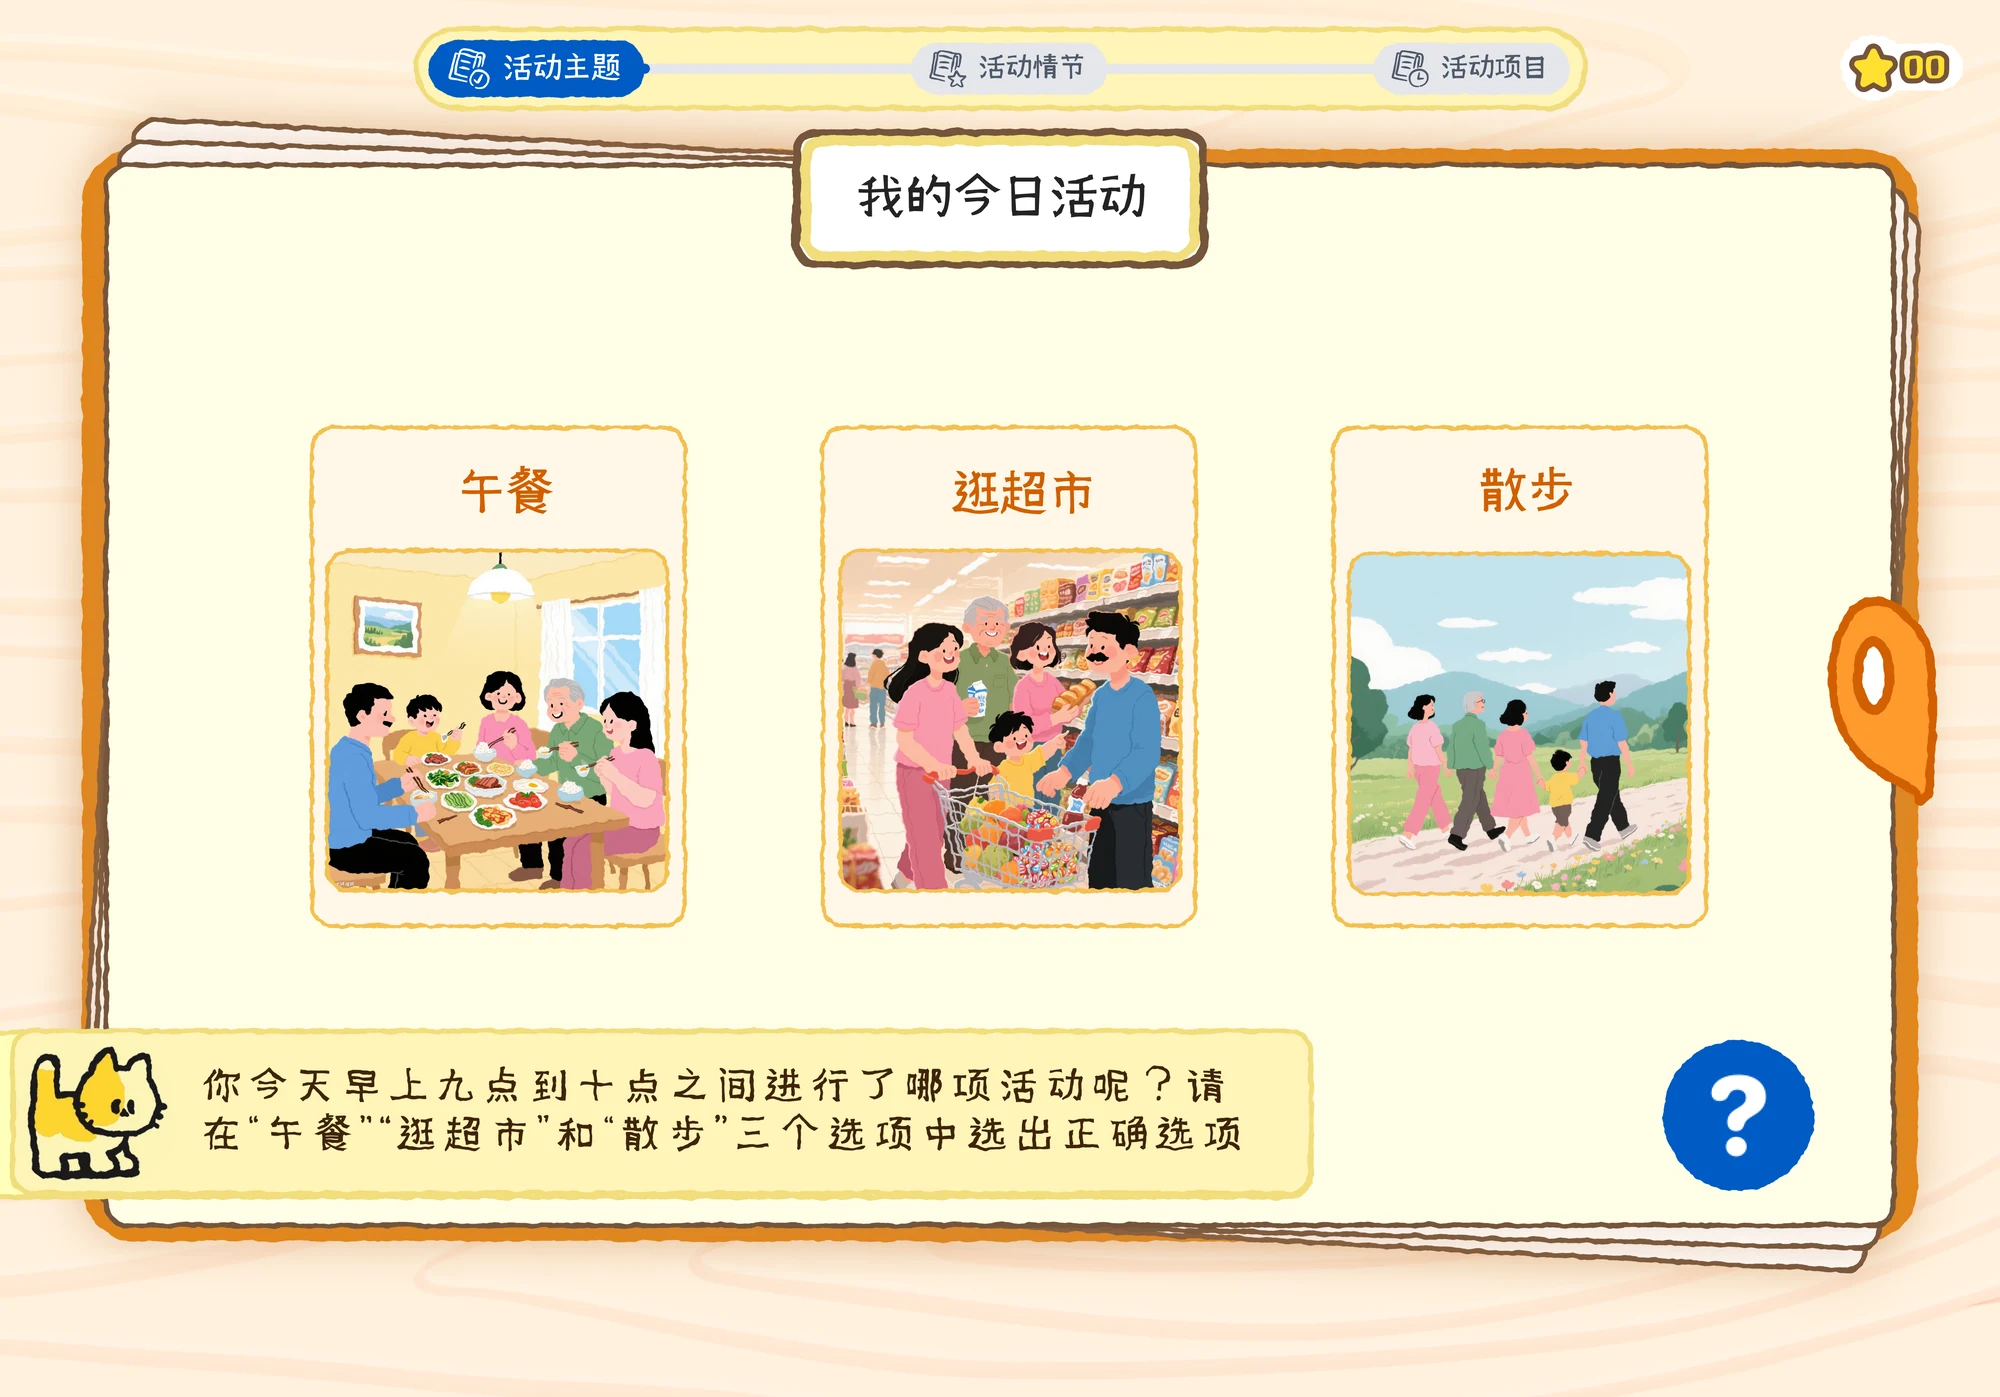 活动主题
活动情节
活动项目
00
我的今日活动
午餐
逛超市
散步
你今天早上九点到十点之间进行了哪项活动呢？请
在“午餐”“逛超市”和“散步”三个选项中选出正确选项
?